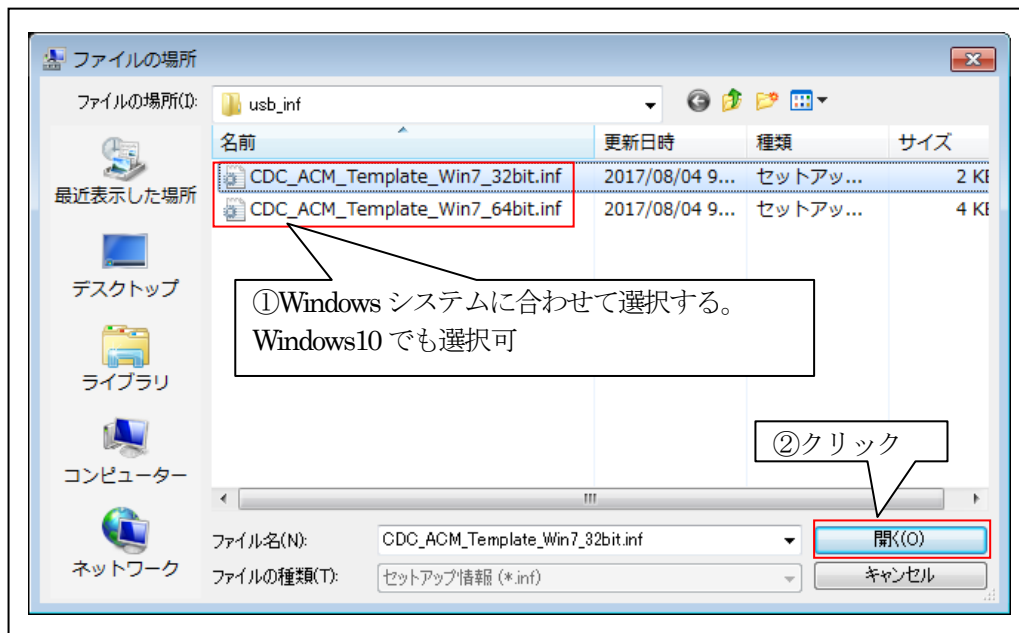 ファイルの場所
ファイルの場所(I):
usb_inf
名前
更新日時
種類
サイズ
CDC_ACM_Template_Win7_32bit.inf
2017/08/04 9...
セットアッ...
2 KB
CDC_ACM_Template_Win7_64bit.inf
2017/08/04 9...
セットアッ...
4 KB
最近表示した場所
デスクトップ
ライブラリ
コンピューター
ネットワーク
①Windows システムに合わせて選択する。
Windows10 でも選択可
②クリック
ファイル名(N):
CDC_ACM_Template_Win7_32bit.inf
開く(O)
ファイルの種類(T):
セットアップ情報 (*.inf)
キャンセル